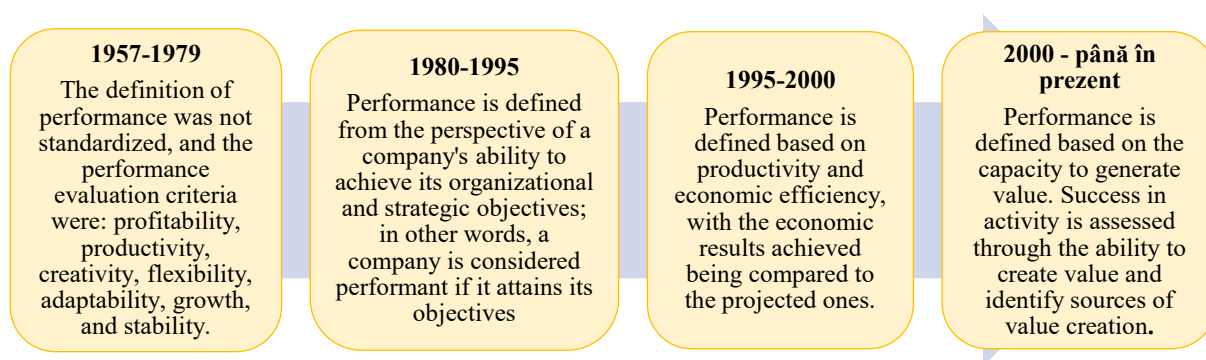 1957-1979
The definition of
performance was not
standardized, and the
performance
evaluation criteria
were: profitability,
productivity,
creativity, flexibility,
adaptability, growth,
and stability.
1980-1995
Performance is defined
from the perspective of a
company's ability to
achieve its organizational
and strategic objectives;
in other words, a
company is considered
performant if it attains its
objectives
1995-2000
Performance is
defined based on
productivity and
economic efficiency,
with the economic
results achieved
being compared to
the projected ones.
2000 - până în
prezent
Performance is
defined based on the
capacity to generate
value. Success in
activity is assessed
through the ability to
create value and
identify sources of
value creation.